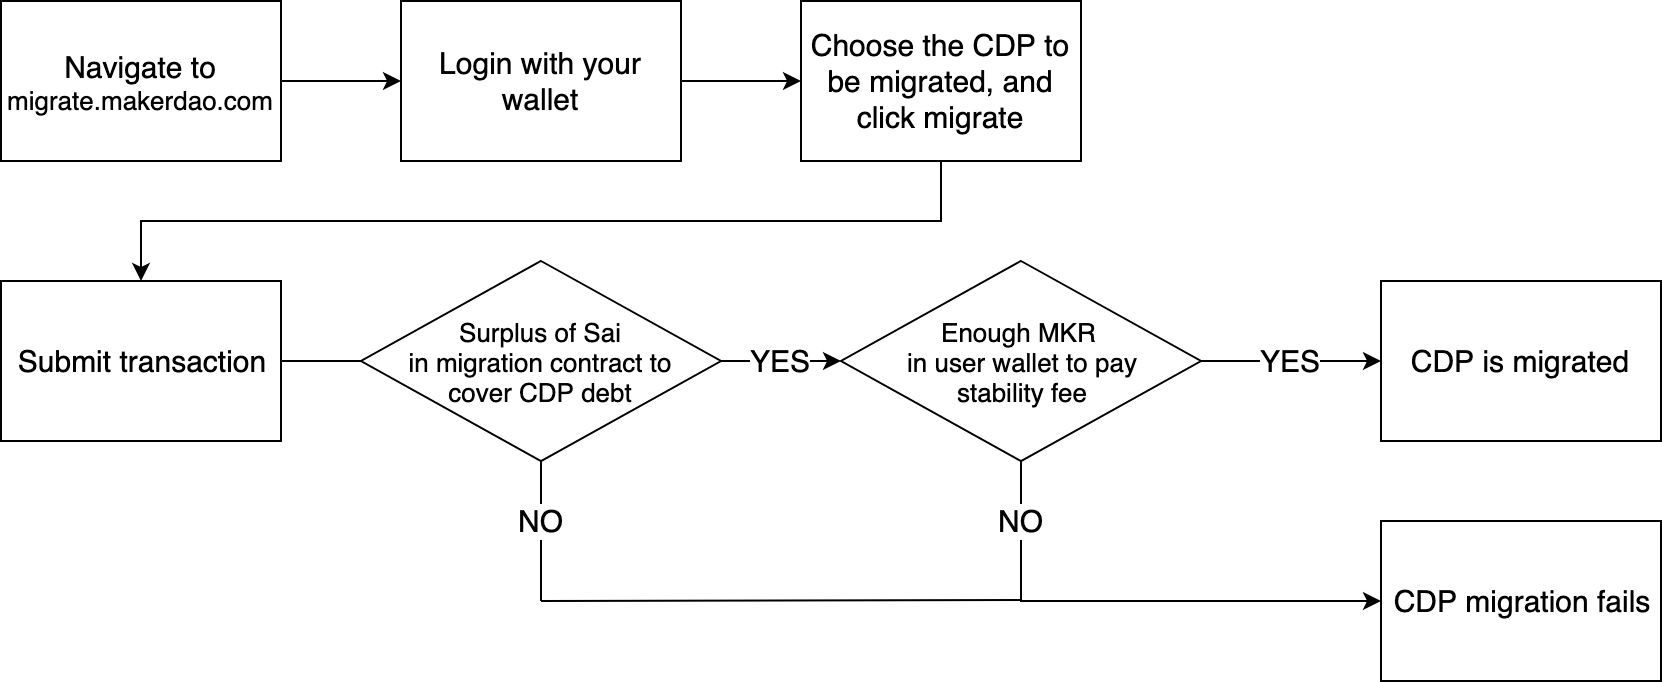 Navigate to
migrate.makerdao.com
Login with your
wallet
Choose the CDP to
be migrated, and
click migrate
Submit transaction
Surplus of Sai
in migration contract to
cover CDP debt
YES
Enough MKR
in user wallet to pay
stability fee
YES
CDP is migrated
NO
NO
CDP migration fails